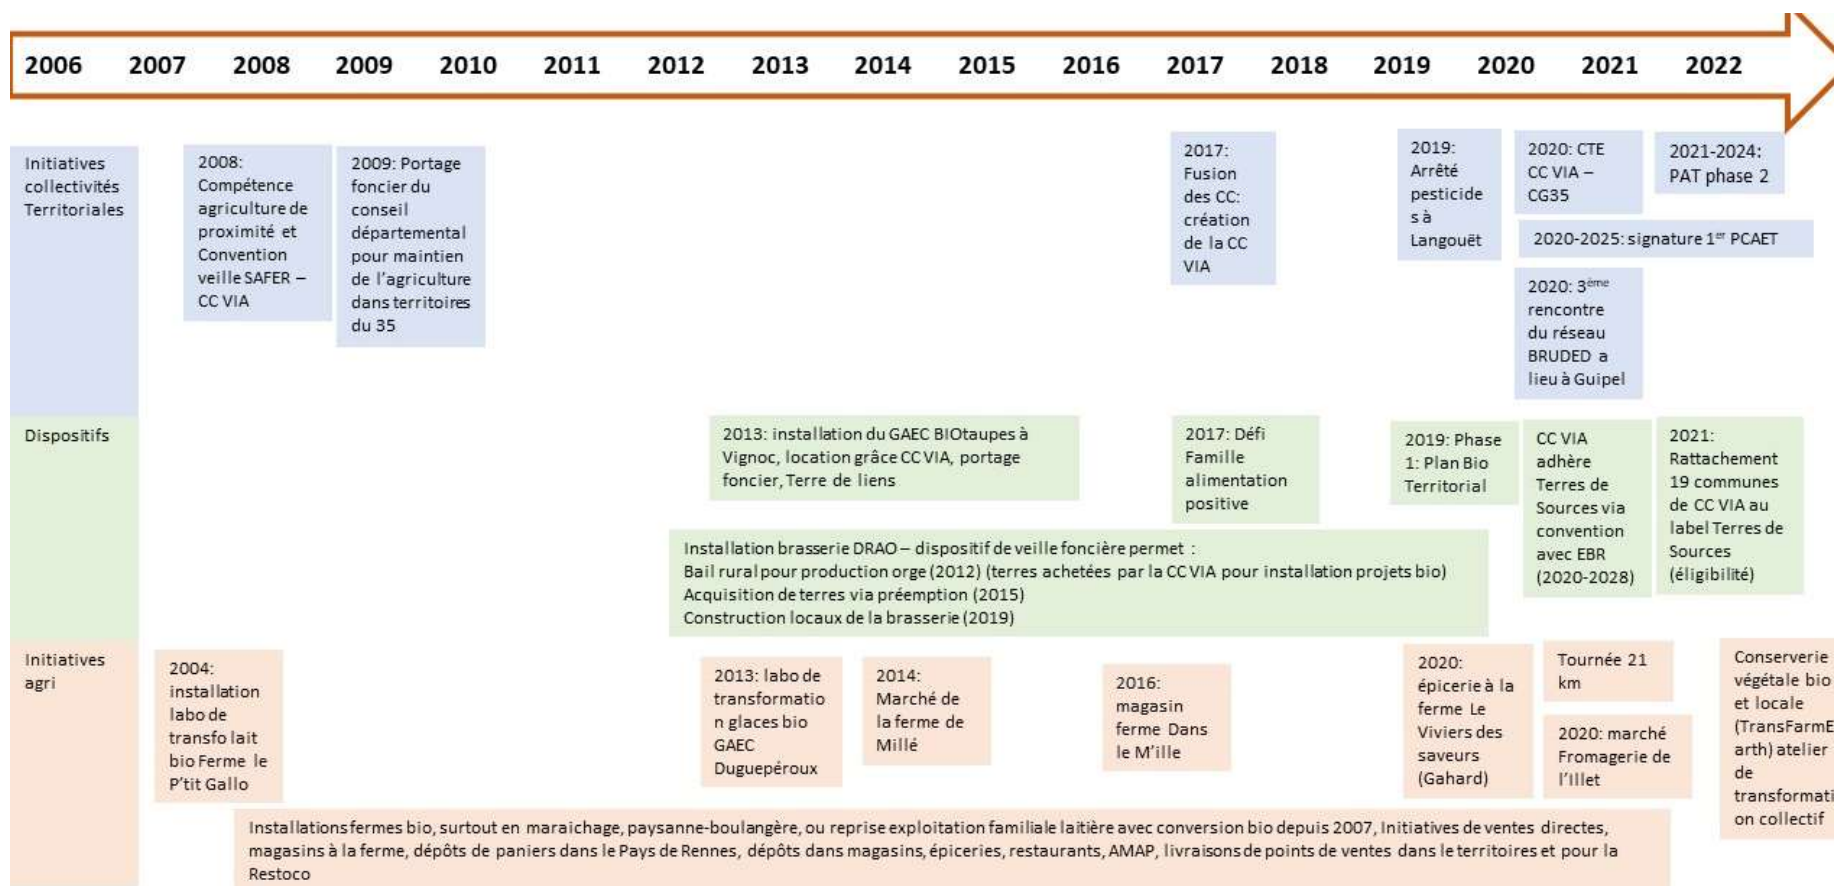 2006 2007 2008 2009 2010 2011 2012 2013 2014 2015 2016 2017 2018 2019 2020 2021 2022
Initiatives
collectivités
Territoriales
2008:
Compétence
agriculture de
proximité et
Convention
veille SAFER –
CC VIA
2009: Portage
foncier du
conseil
départemental
pour maintien
de l'agriculture
dans territoires
du 35
2017:
Fusion
des CC:
création
de la CC
VIA
2019:
Arrêté
pesticide
s à
Langouët
2020: CTE
CC VIA –
CG35
2021-2024:
PAT phase 2
2020-2025: signature 1er PCAET
2020: 3ème
rencontre
du réseau
BRUDED a
lieu à Guipel
Dispositifs
2013: installation du GAEC BIOtaupes à
Vignoc, location grâce CC VIA, portage
foncier, Terre de liens
2017: Défi
Famille
alimentation
positive
2019: Phase
1: Plan Bio
Territorial
CC VIA
adhère
Terres de
Sources via
convention
avec EBR
(2020-2028)
2021:
Rattachement
19 communes
de CC VIA au
label Terres de
Sources
(éligibilité)
Installation brasserie DRAO – dispositif de veille foncière permet :
Bail rural pour production orge (2012) (terres achetées par la CC VIA pour installation projets bio)
Acquisition de terres via préemption (2015)
Construction locaux de la brasserie (2019)
Initiatives
agri
2004:
installation
labo de
transfo lait
bio Ferme le
P'tit Gallo
2013: labo de
transformatio
n glaces bio
GAEC
Duguepéroux
2014:
Marché de
la ferme de
Millé
2016:
magasin
ferme Dans
le M'ille
2020:
épicerie à la
ferme Le
Viviers des
saveurs
(Gahard)
Tournée 21
km
2020: marché
Fromagerie de
l'Illet
Conserverie
végétale bio
et locale
(TransFarmE
arth) atelier
de
transformati
on collectif
Installations fermes bio, surtout en maraichage, paysanne-boulangère, ou reprise exploitation familiale laitière avec conversion bio depuis 2007, Initiatives de ventes directes,
magasins à la ferme, dépôts de paniers dans le Pays de Rennes, dépôts dans magasins, épiceries, restaurants, AMAP, livraisons de points de ventes dans le territoires et pour la
Restoco